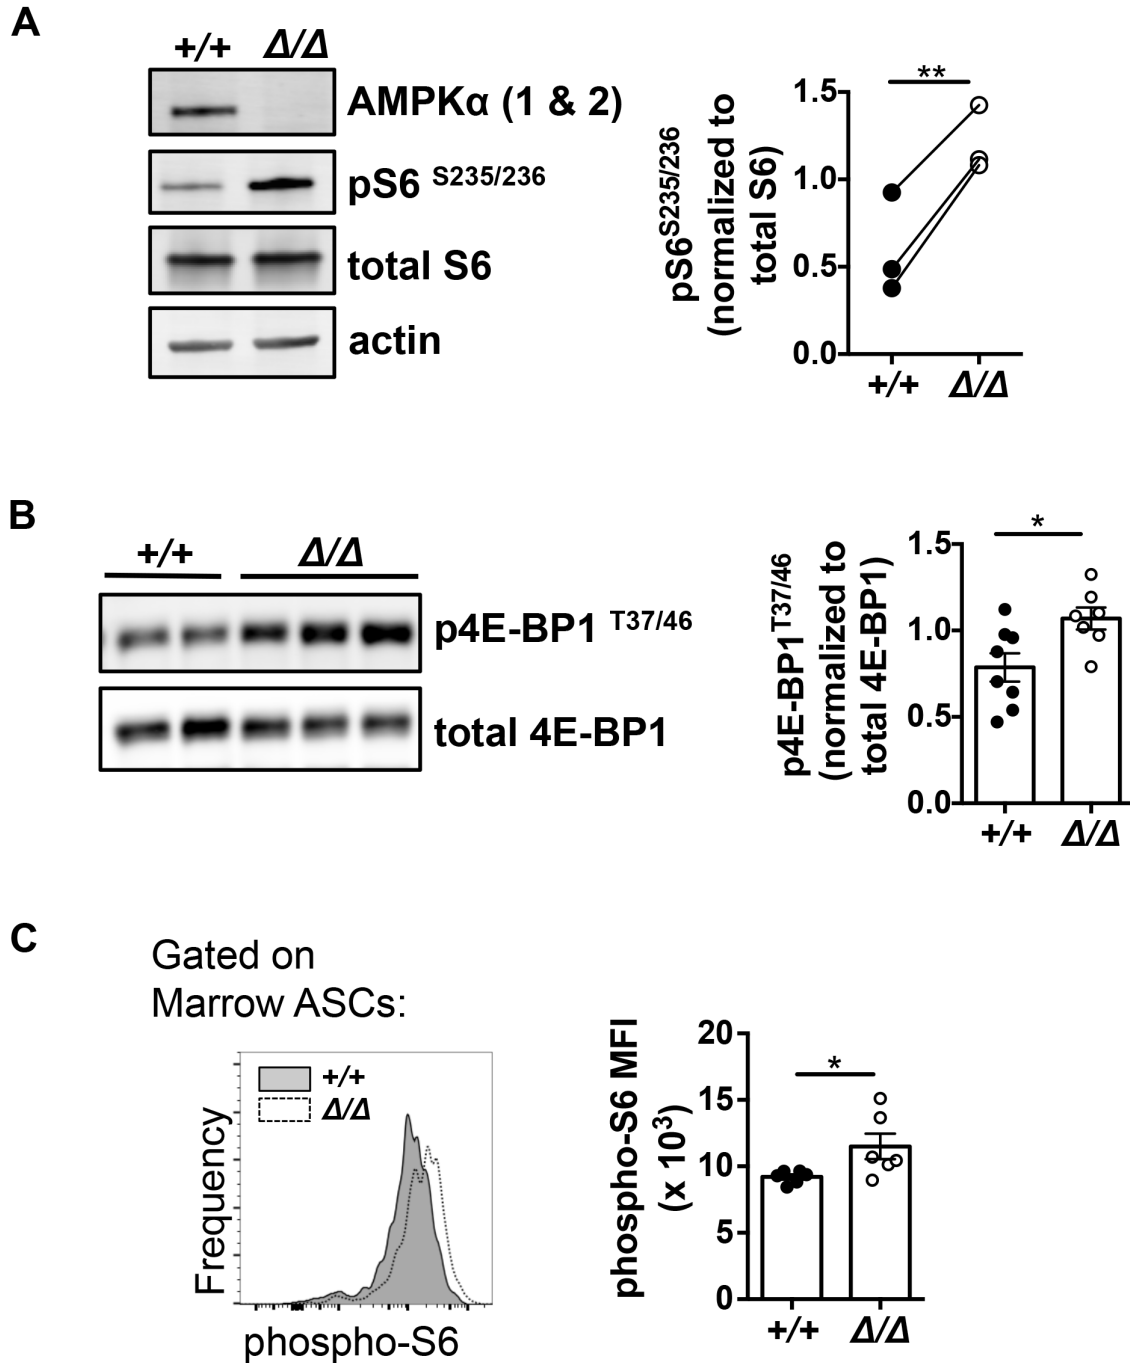 A
+/+ Δ/Δ
AMPKα (1 & 2)
pS6 S235/236
total S6
actin
pS6S235/236
(normalized to
total S6)
**
1.5
1.0
0.5
0.0
+/+ Δ/Δ
B
+/+ Δ/Δ
p4E-BP1 T37/46
total 4E-BP1
p4E-BP1T37/46
(normalized to
total 4E-BP1)
*
1.5
1.0
0.5
0.0
+/+ Δ/Δ
C
Gated on
Marrow ASCs:
+/+
Δ/Δ
Frequency
phospho-S6
phospho-S6 MFI
(x 103)
*
20
15
10
5
0
+/+ Δ/Δ